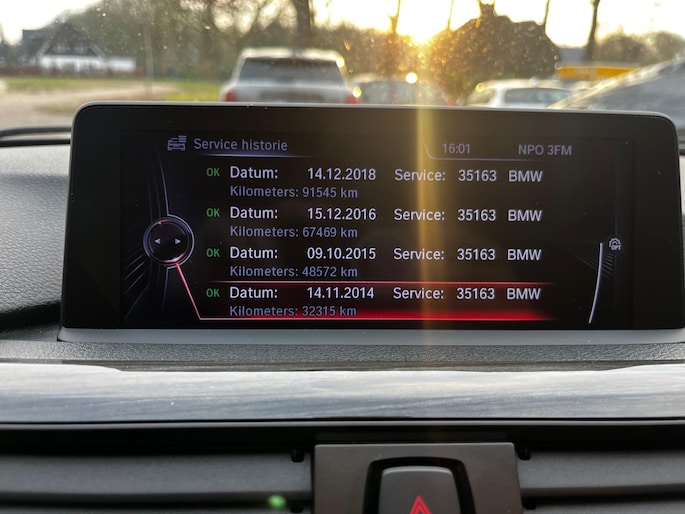 Service historie 16:01 NPO 3FM
OK Datum: 14.12.2018 Service: 35163 BMW
Kilometers: 91545 km
OK Datum: 15.12.2016 Service: 35163 BMW
Kilometers: 67469 km
OK Datum: 09.10.2015 Service: 35163 BMW
Kilometers: 48572 km
OK Datum: 14.11.2014 Service: 35163 BMW
Kilometers: 32315 km
OPT